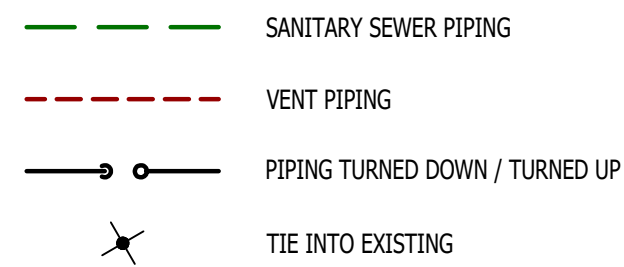 SANITARY SEWER PIPING
VENT PIPING
PIPING TURNED DOWN / TURNED UP
TIE INTO EXISTING